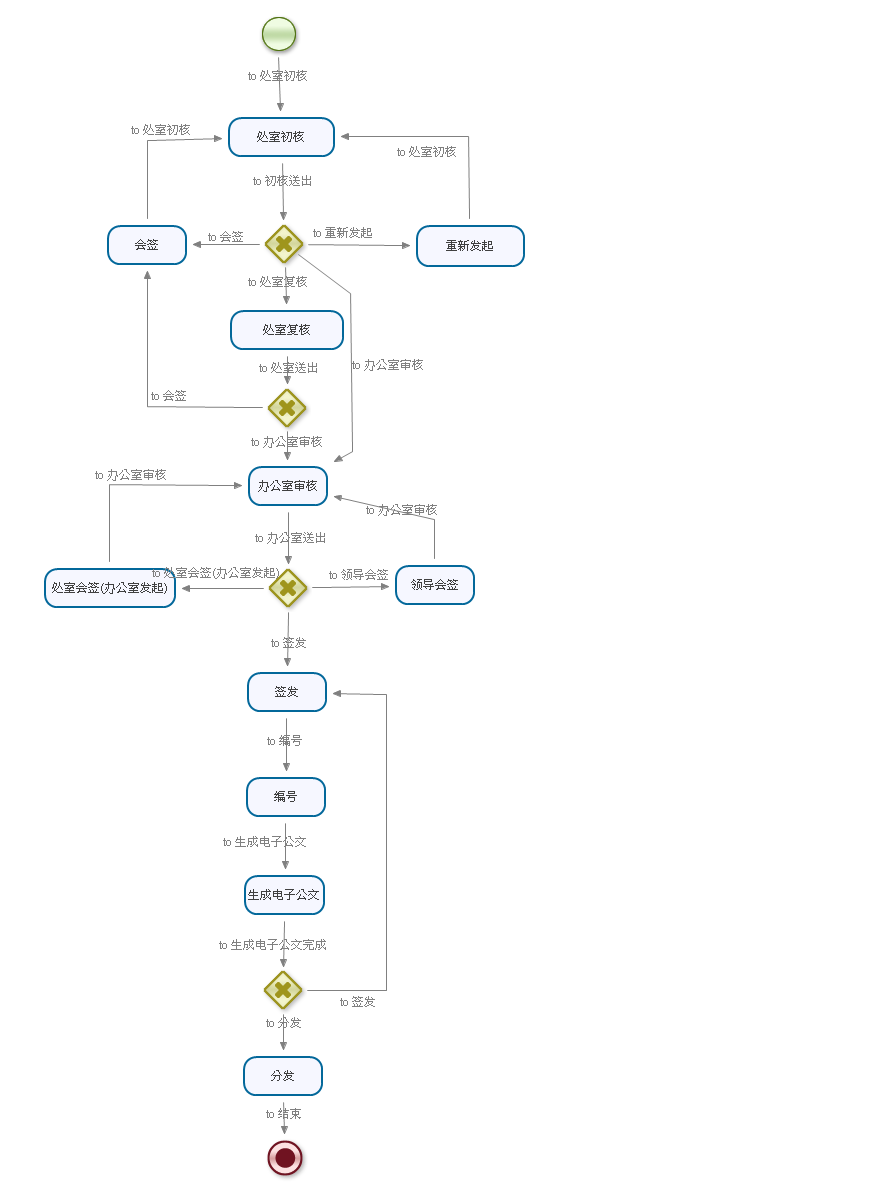 to 处室初核
to 处室初核
处室初核
to 处室初核
to 初核送出
会签
to 会签
to 重新发起
重新发起
to 处室复核
处室复核
to 处室送出
to 办公室审核
to 会签
to 办公室审核
to 办公室审核
办公室审核
to 办公室审核
to 办公室送出
to 处室会签(办公室发起)
to 领导会签
处室会签(办公室发起)
领导会签
to 签发
签发
to 编号
编号
to 生成电子公文
生成电子公文
to 生成电子公文完成
to 签发
to 分发
分发
to 结束